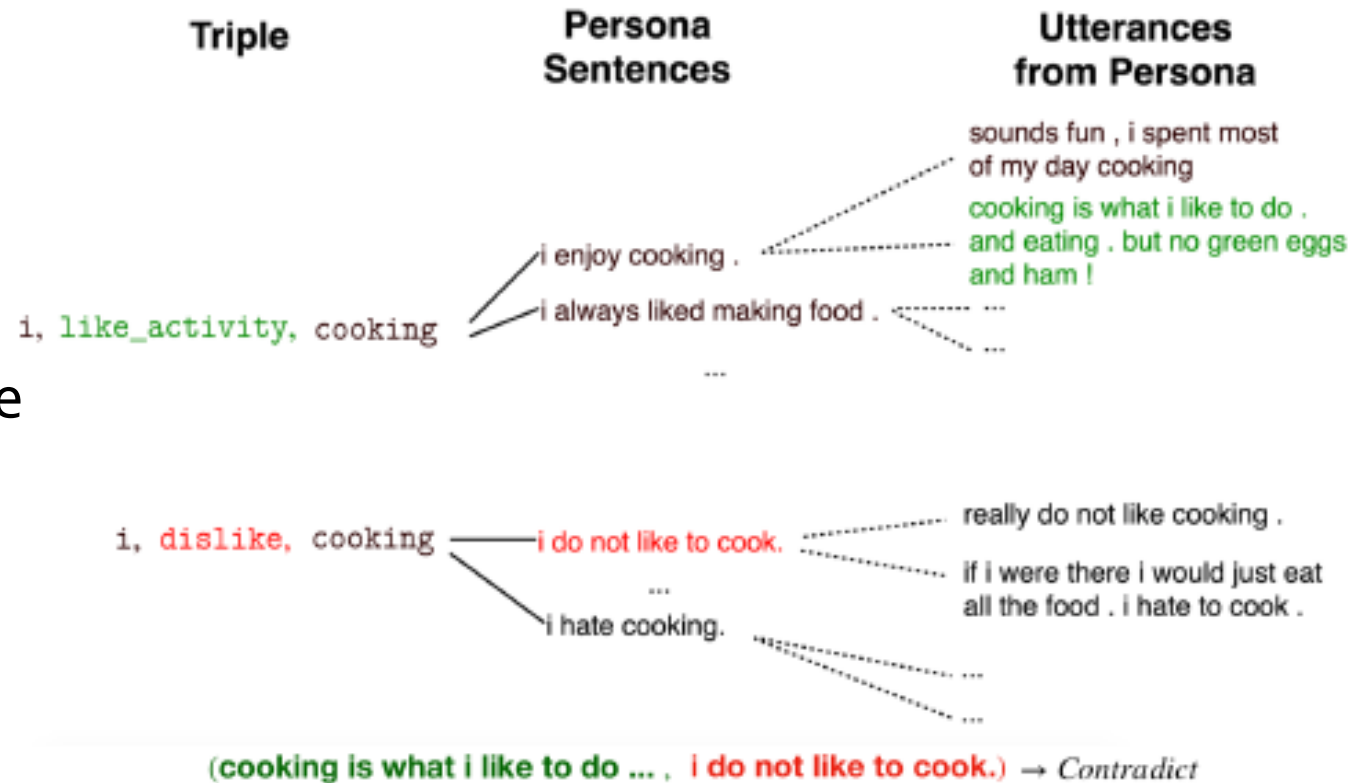 Triple
Persona
Sentences
Utterances
from Persona
sounds fun , i spent most
of my day cooking
cooking is what i like to do .
and eating . but no green eggs
and ham !
i enjoy cooking .
i always liked making food .
...
...
...
i, like_activity, cooking
e
i, dislike, cooking
i do not like to cook.
...
i hate cooking.
really do not like cooking .
if i were there i would just eat
all the food . i hate to cook .
...
...
(cooking is what i like to do ... , i do not like to cook.) → Contradict